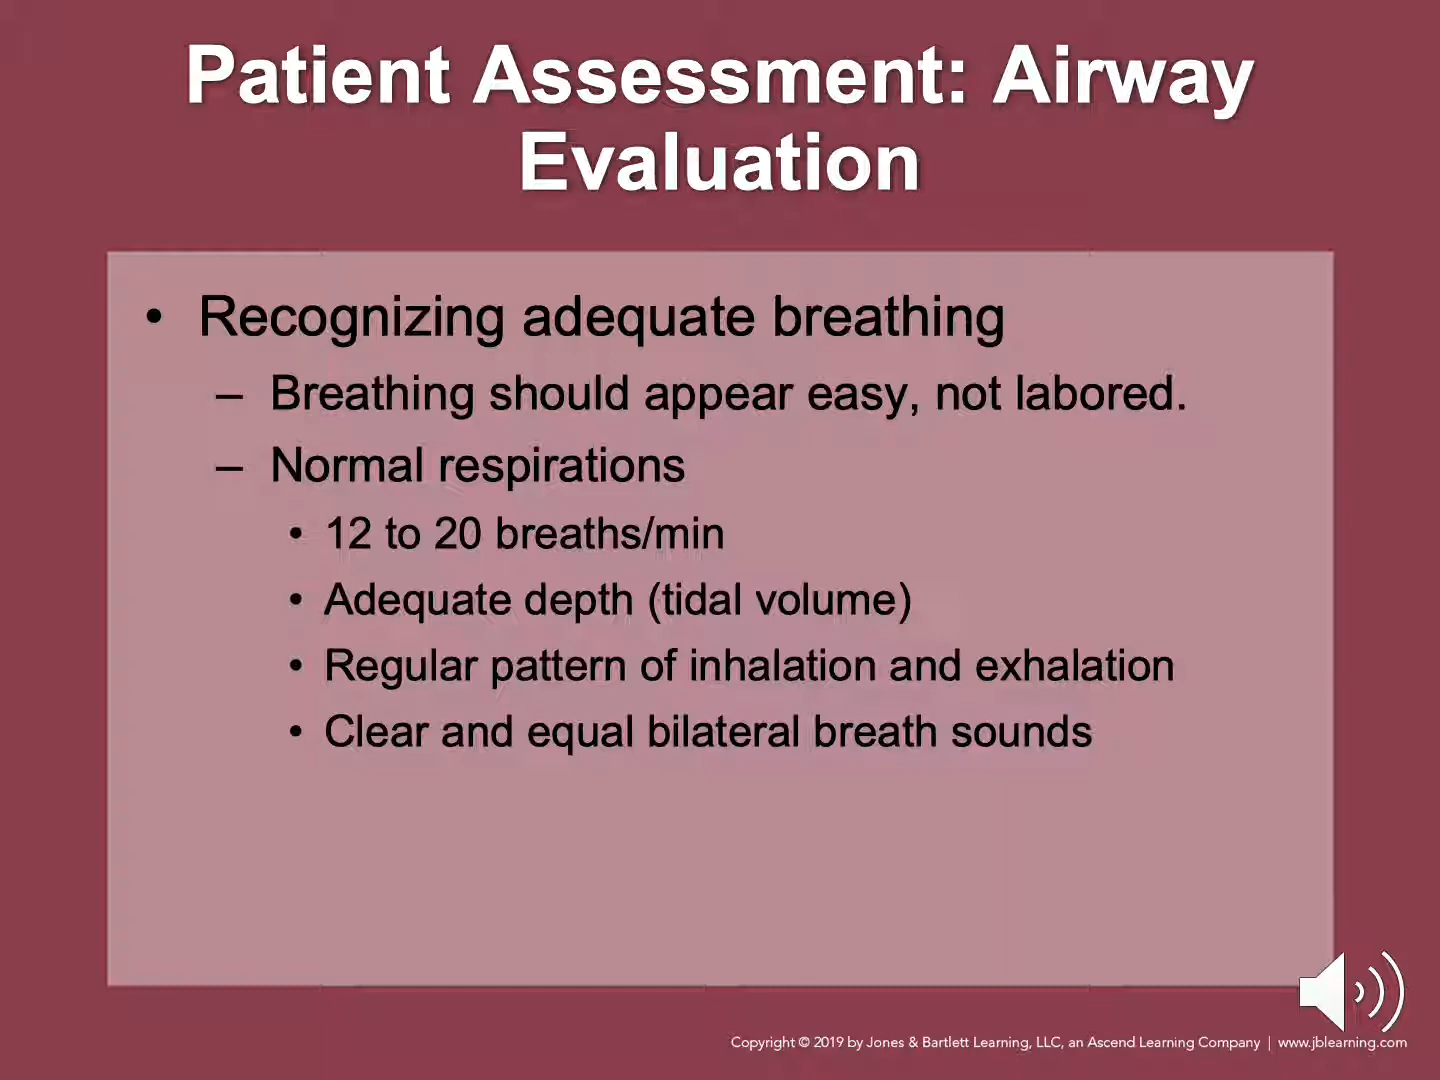 Patient Assessment: Airway
Evaluation
• Recognizing adequate breathing
– Breathing should appear easy, not labored.
– Normal respirations
• 12 to 20 breaths/min
• Adequate depth (tidal volume)
• Regular pattern of inhalation and exhalation
• Clear and equal bilateral breath sounds
Copyright © 2019 by Jones & Bartlett Learning, LLC, an Ascend Learning Company | www.jblearning.com